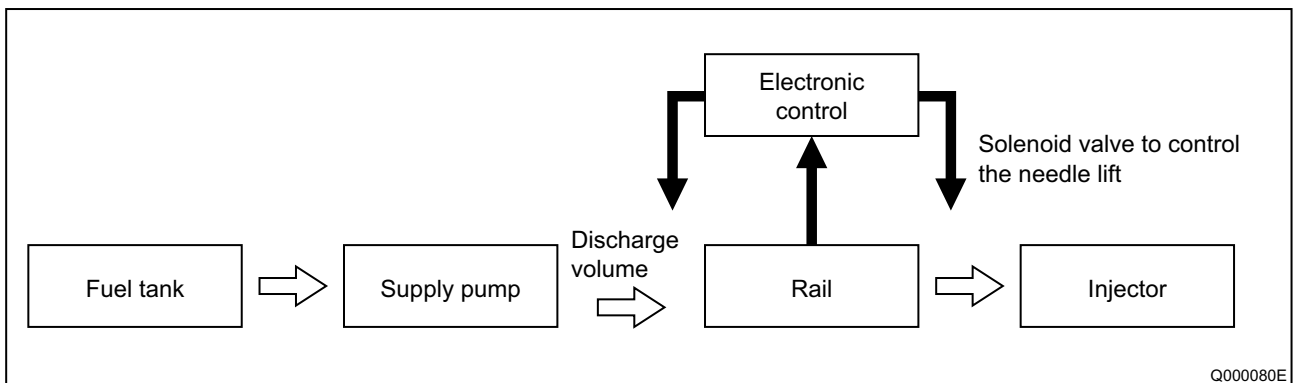 Electronic
control
Solenoid valve to control
the needle lift
Discharge
volume
Fuel tank
Supply pump
Rail
Injector
Q000080E